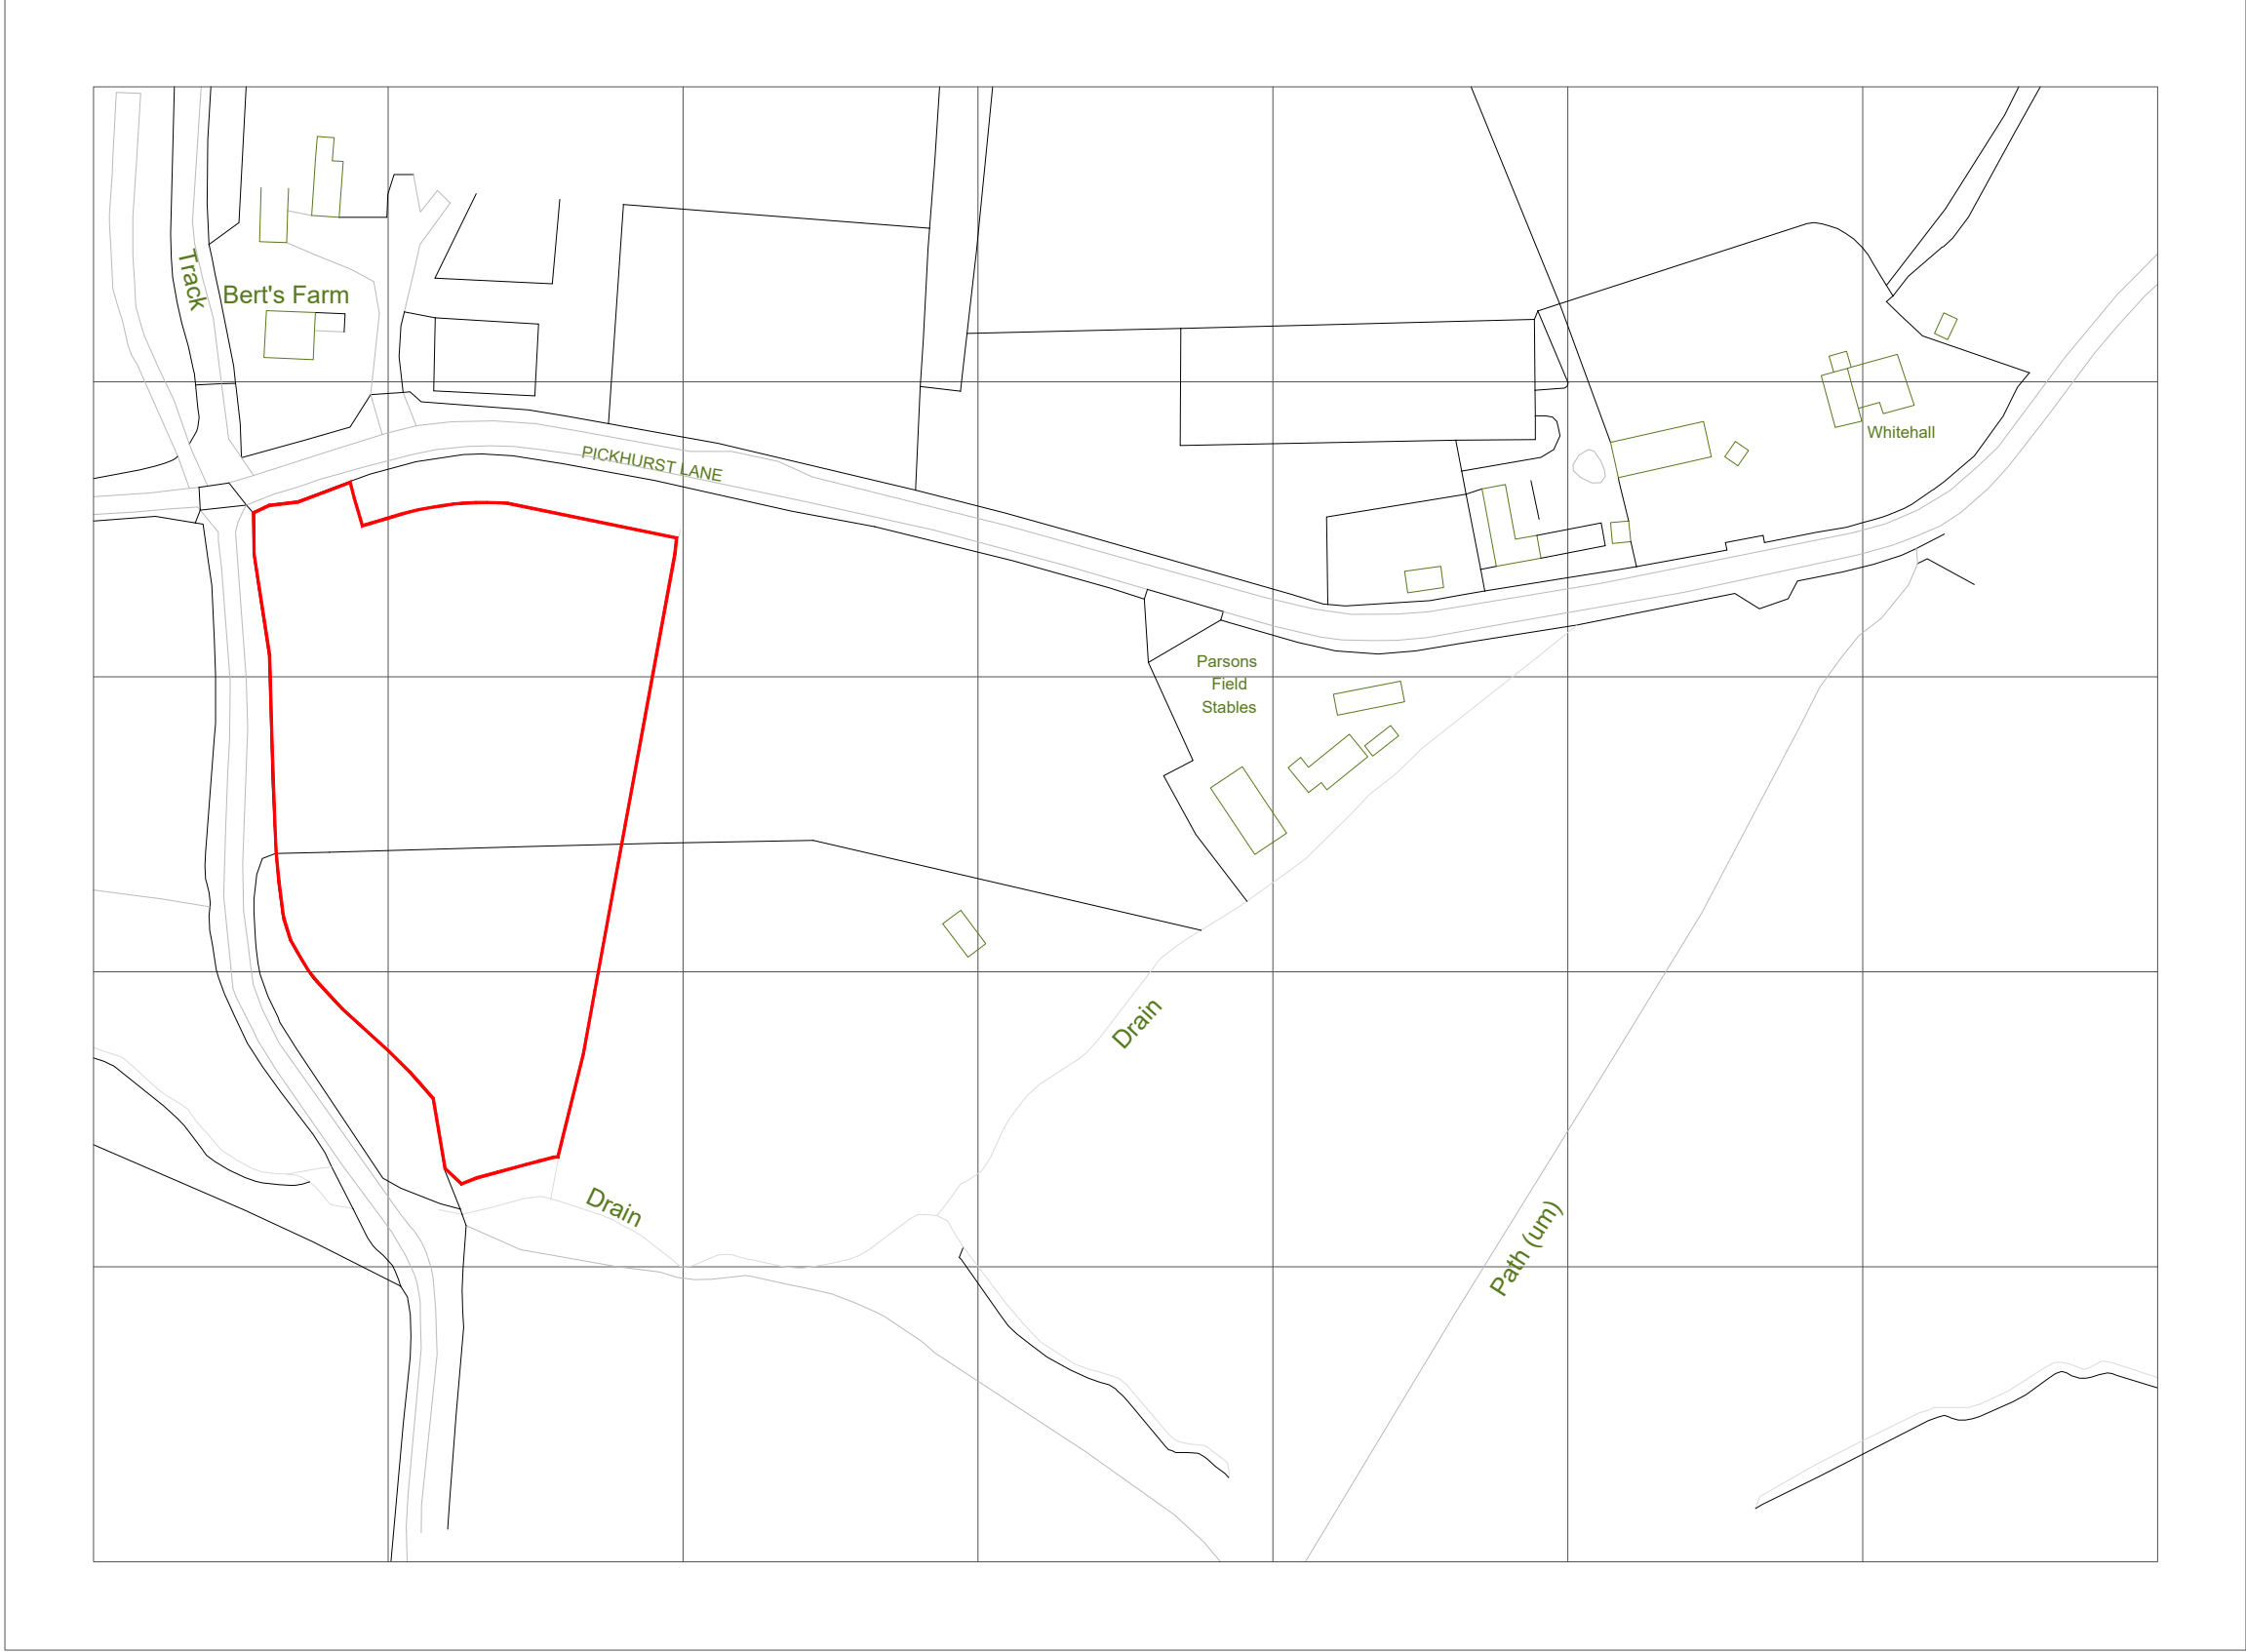 Track
Bert's Farm
PICKHURST LANE
Whitehall
Parsons
Field
Stables
Drain
Drain
Path (um)